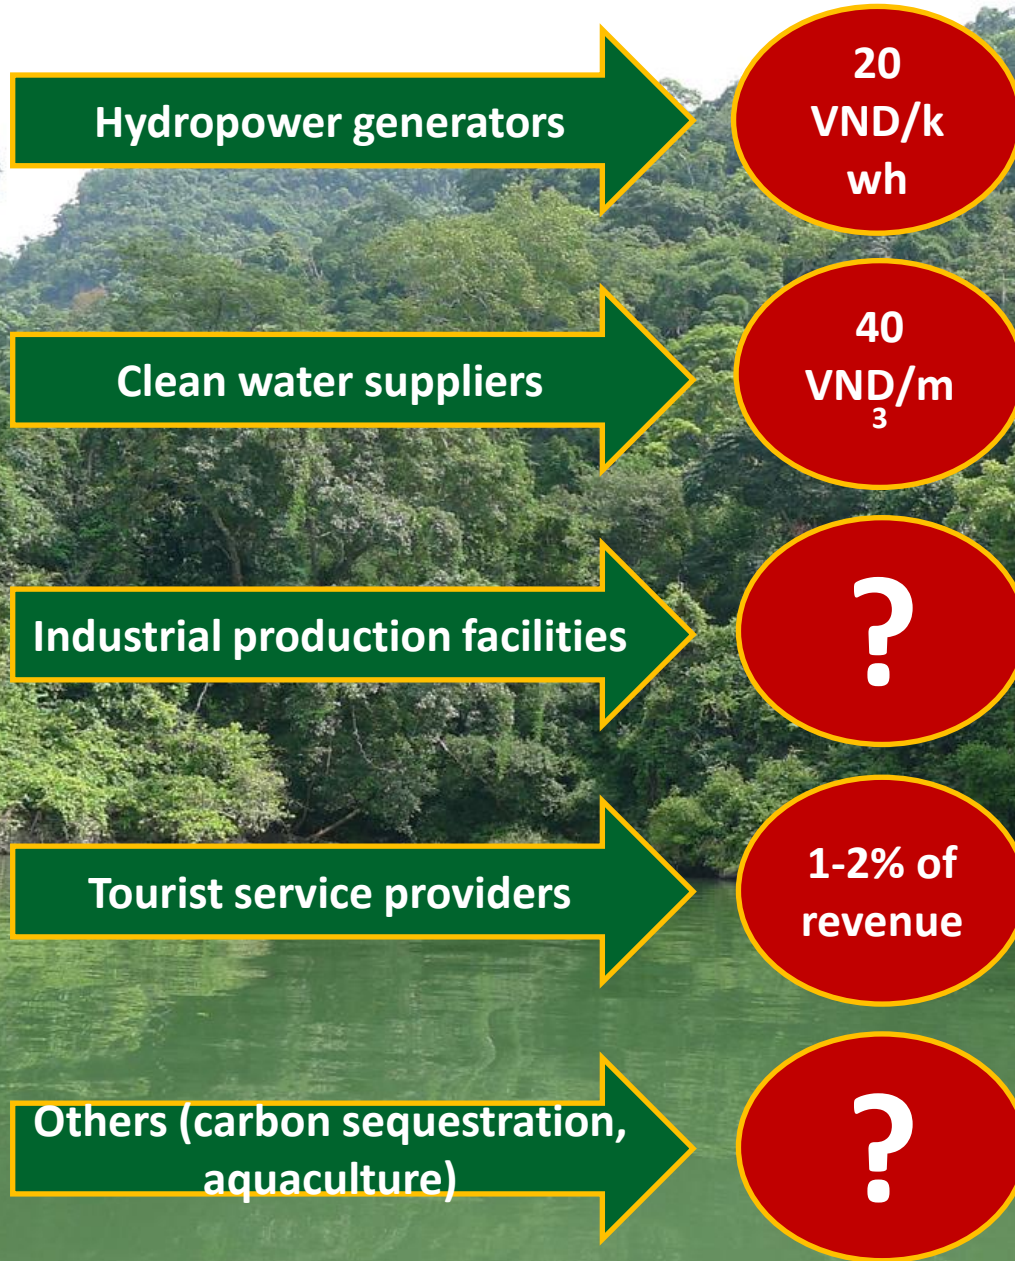 Hydropower generators
20
VND/k
wh
Clean water suppliers
40
VND/m
3
Industrial production facilities
?
Tourist service providers
1-2% of
revenue
Others (carbon sequestration,
aquaculture)
?